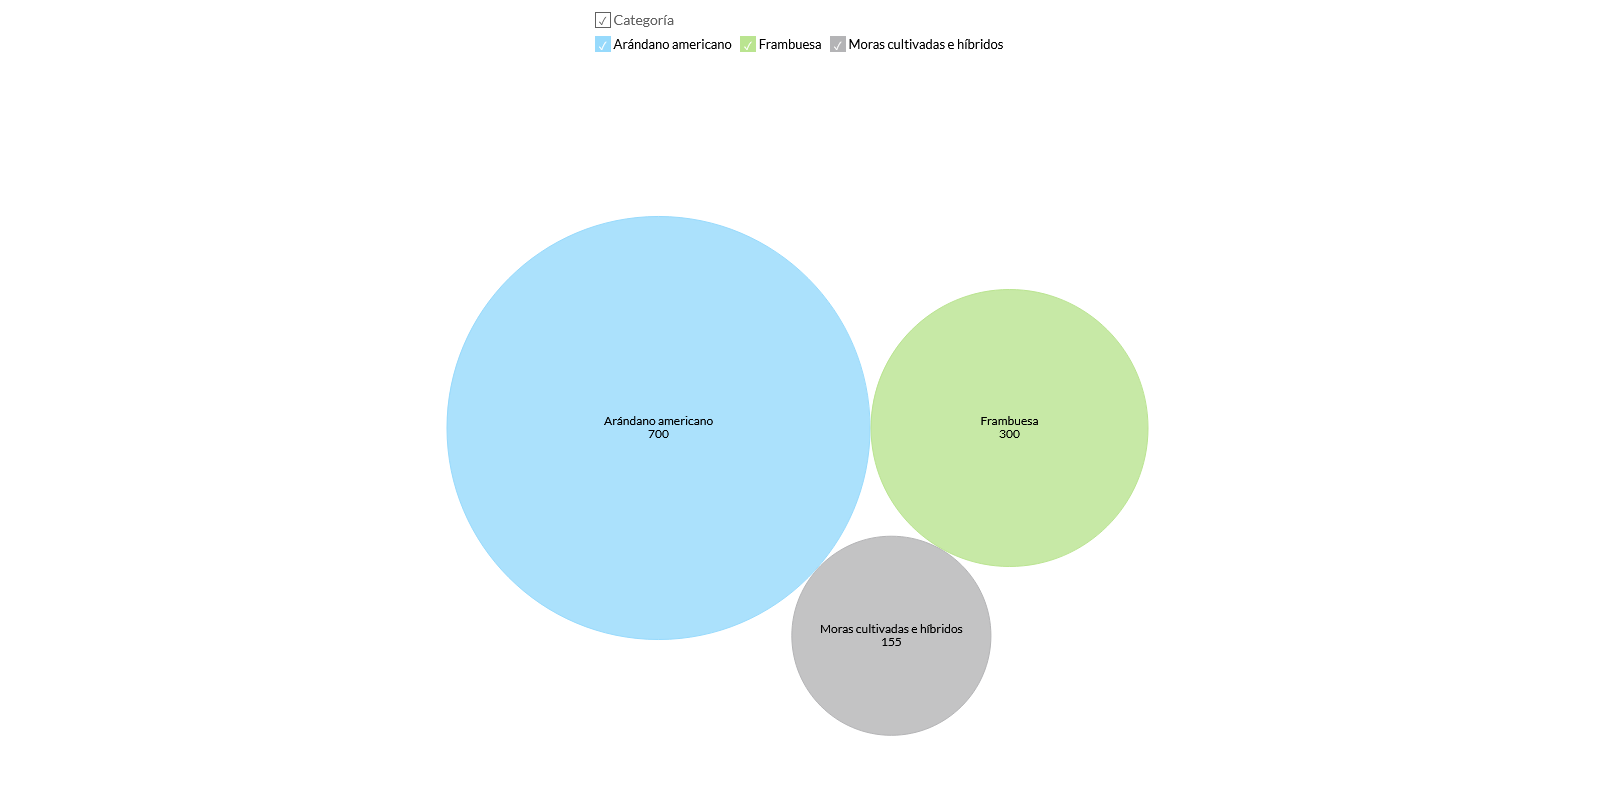 Categoría
Arándano americano Frambuesa Moras cultivadas e híbridos
Arándano americano
700
Frambuesa
300
Moras cultivadas e híbridos
155